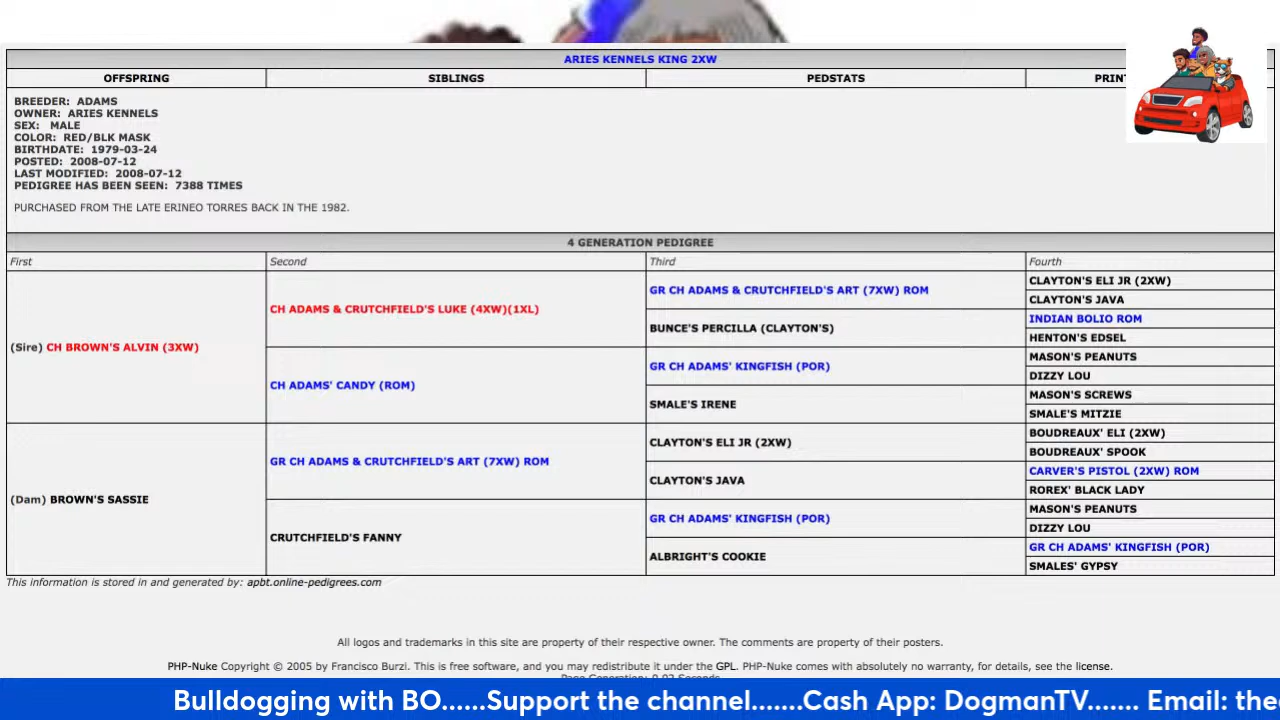 ARIES KENNELS KING 2XW
OFFSPRING SIBLINGS PEDSTATS PRINT
BREEDER: ADAMS
OWNER: ARIES KENNELS
SEX: MALE
COLOR: RED/BLK MASK
BIRTHDATE: 1979-03-24
POSTED: 2008-07-12
LAST MODIFIED: 2008-07-12
PEDIGREE HAS BEEN SEEN: 7388 TIMES
PURCHASED FROM THE LATE ERINEO TORRES BACK IN THE 1982.
4 GENERATION PEDIGREE
First Second Third Fourth
(Sire) CH BROWN'S ALVIN (3XW)
CH ADAMS & CRUTCHFIELD'S LUKE (4XW)(1XL)
GR CH ADAMS & CRUTCHFIELD'S ART (7XW) ROM
CLAYTON'S ELI JR (2XW)
CLAYTON'S JAVA
BUNCE'S PERCILLA (CLAYTON'S)
INDIAN BOLIO ROM
HENTON'S EDSEL
CH ADAMS' CANDY (ROM)
GR CH ADAMS' KINGFISH (POR)
MASON'S PEANUTS
DIZZY LOU
SMALE'S IRENE
MASON'S SCREWS
SMALE'S MITZIE
(Dam) BROWN'S SASSIE
GR CH ADAMS & CRUTCHFIELD'S ART (7XW) ROM
CLAYTON'S ELI JR (2XW)
BOUDREAUX' ELI (2XW)
BOUDREAUX' SPOOK
CLAYTON'S JAVA
CARVER'S PISTOL (2XW) ROM
ROREX' BLACK LADY
CRUTCHFIELD'S FANNY
GR CH ADAMS' KINGFISH (POR)
MASON'S PEANUTS
DIZZY LOU
ALBRIGHT'S COOKIE
GR CH ADAMS' KINGFISH (POR)
SMALES' GYPSY
This information is stored in and generated by: apbt.online-pedigrees.com
All logos and trademarks in this site are property of their respective owner. The comments are property of their posters.
PHP-Nuke Copyright © 2005 by Francisco Burzi. This is free software, and you may redistribute it under the GPL. PHP-Nuke comes with absolutely no warranty, for details, see the license.
Page Generation: 0.02 Seconds
Bulldogging with BO......Support the channel.......Cash App: DogmanTV....... Email: the